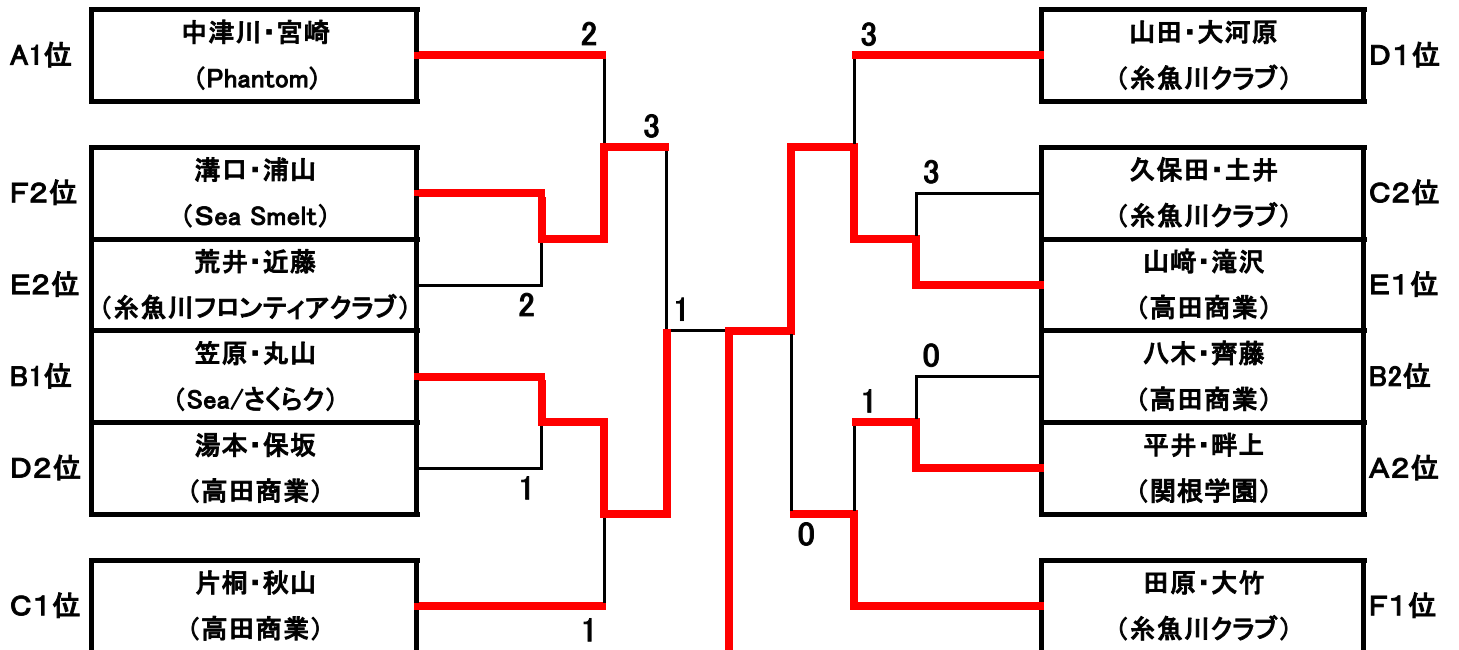 A1位
中津川・宮崎
(Phantom)
2
F2位
溝口・浦山
(Sea Smelt)
3
E2位
荒井・近藤
(糸魚川フロンティアクラブ)
2
B1位
笠原・丸山
(Sea/さくらク)
1
D2位
湯本・保坂
(高田商業)
1
C1位
片桐・秋山
(高田商業)
1
3
山田・大河原
(糸魚川クラブ)
D1位
3
久保田・土井
(糸魚川クラブ)
C2位
山﨑・滝沢
(高田商業)
E1位
0
八木・齊藤
(高田商業)
B2位
1
平井・畔上
(関根学園)
A2位
0
田原・大竹
(糸魚川クラブ)
F1位